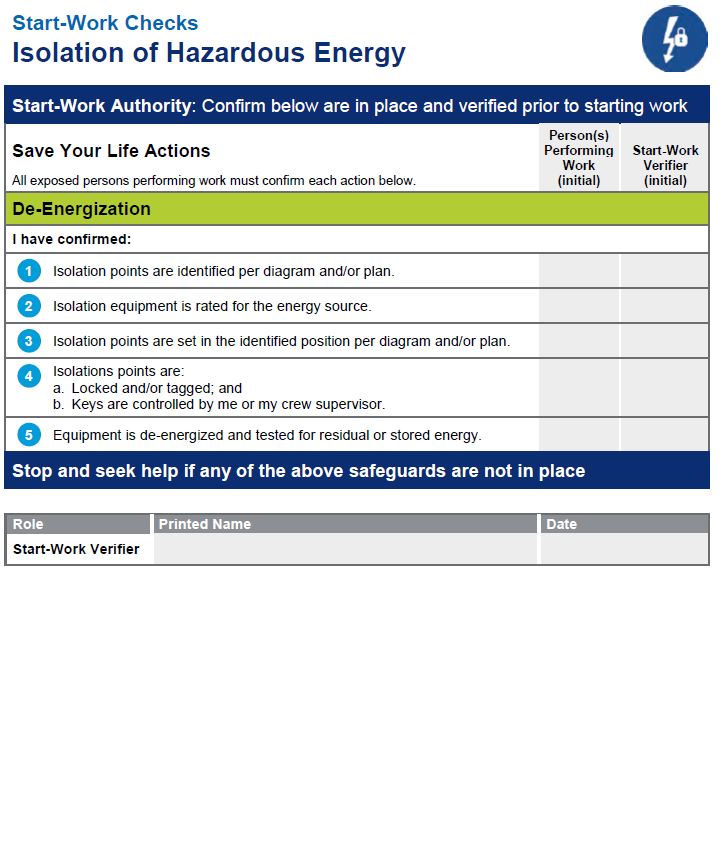 Start-Work Checks
Isolation of Hazardous Energy
Start-Work Authority: Confirm below are in place and verified prior to starting work
Save Your Life Actions
All exposed persons performing work must confirm each action below.
Person(s)
Performing
Work
(initial)
Start-Work
Verifier
(initial)
De-Energization
I have confirmed:
1 Isolation points are identified per diagram and/or plan.
2 Isolation equipment is rated for the energy source.
3 Isolation points are set in the identified position per diagram and/or plan.
4 Isolations points are:
a. Locked and/or tagged; and
b. Keys are controlled by me or my crew supervisor.
5 Equipment is de-energized and tested for residual or stored energy.
Stop and seek help if any of the above safeguards are not in place
Role Printed Name Date
Start-Work Verifier